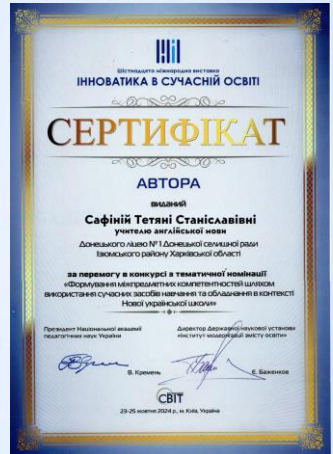 Шістнадцята міжнародна виставка
ІННОВАТИКА В СУЧАСНІЙ ОСВІТІ
СЕРТИФІКАТ
АВТОРА
виданий
Сафіній Тетяні Станіславівні
учителю англійської мови
Донецького ліцею №1 Донецької селищної ради
Ізюмського району Харківської області
за перемогу в конкурсі з тематичної номінації
«Формування міжпредметних компетентностей шляхом
використання сучасних засобів навчання та обладнання в контексті
Нової української школи»
Президент Національної академії
педагогічних наук України
В. Кремень
Директор Державної наукової установи
«Інститут модернізації змісту освіти»
Є. Баженков
СВІТ
23-25 жовтня 2024 р., м. Київ, Україна